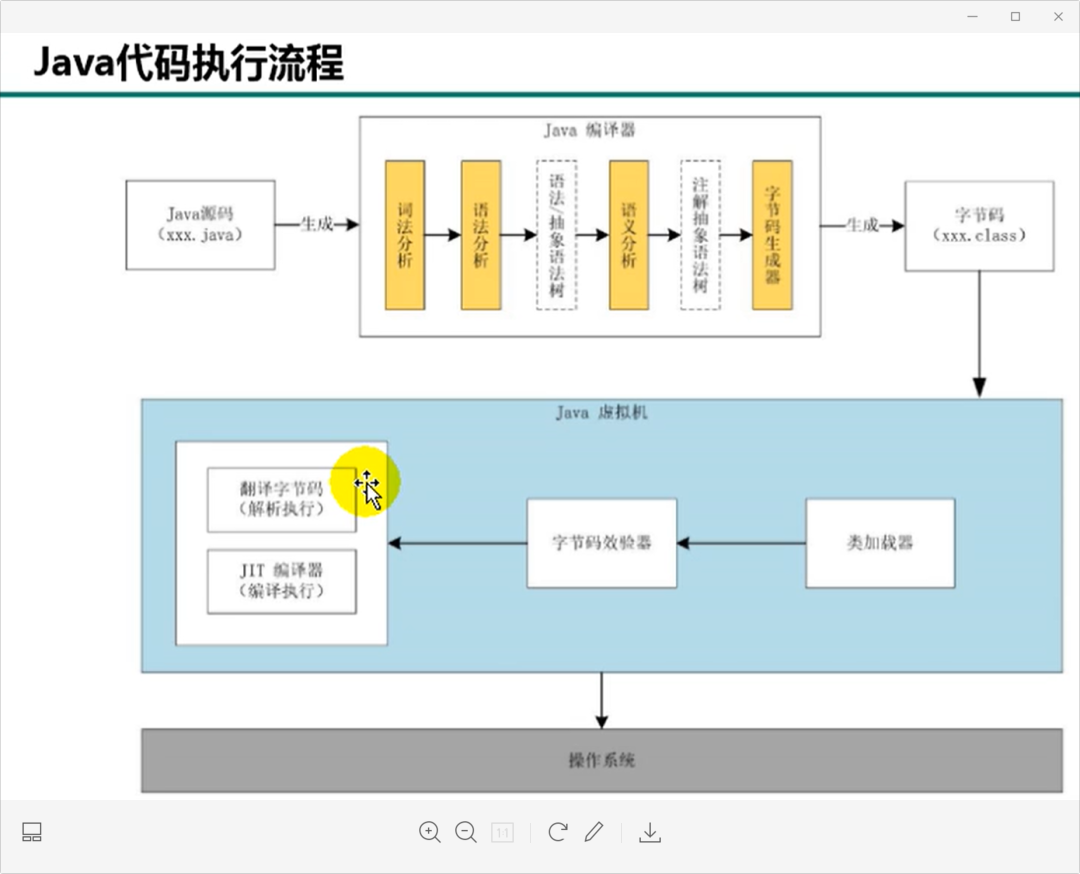 Java代码执行流程
Java 编译器
Java源码
(xxx.java)
生成
词法分析
语法分析
语法/抽象语法树
语义分析
注解抽象语法树
字节码生成器
生成
字节码
(xxx.class)
Java 虚拟机
翻译字节码
(解析执行)
JIT 编译器
(编译执行)
字节码效验器
类加载器
操作系统
1:1